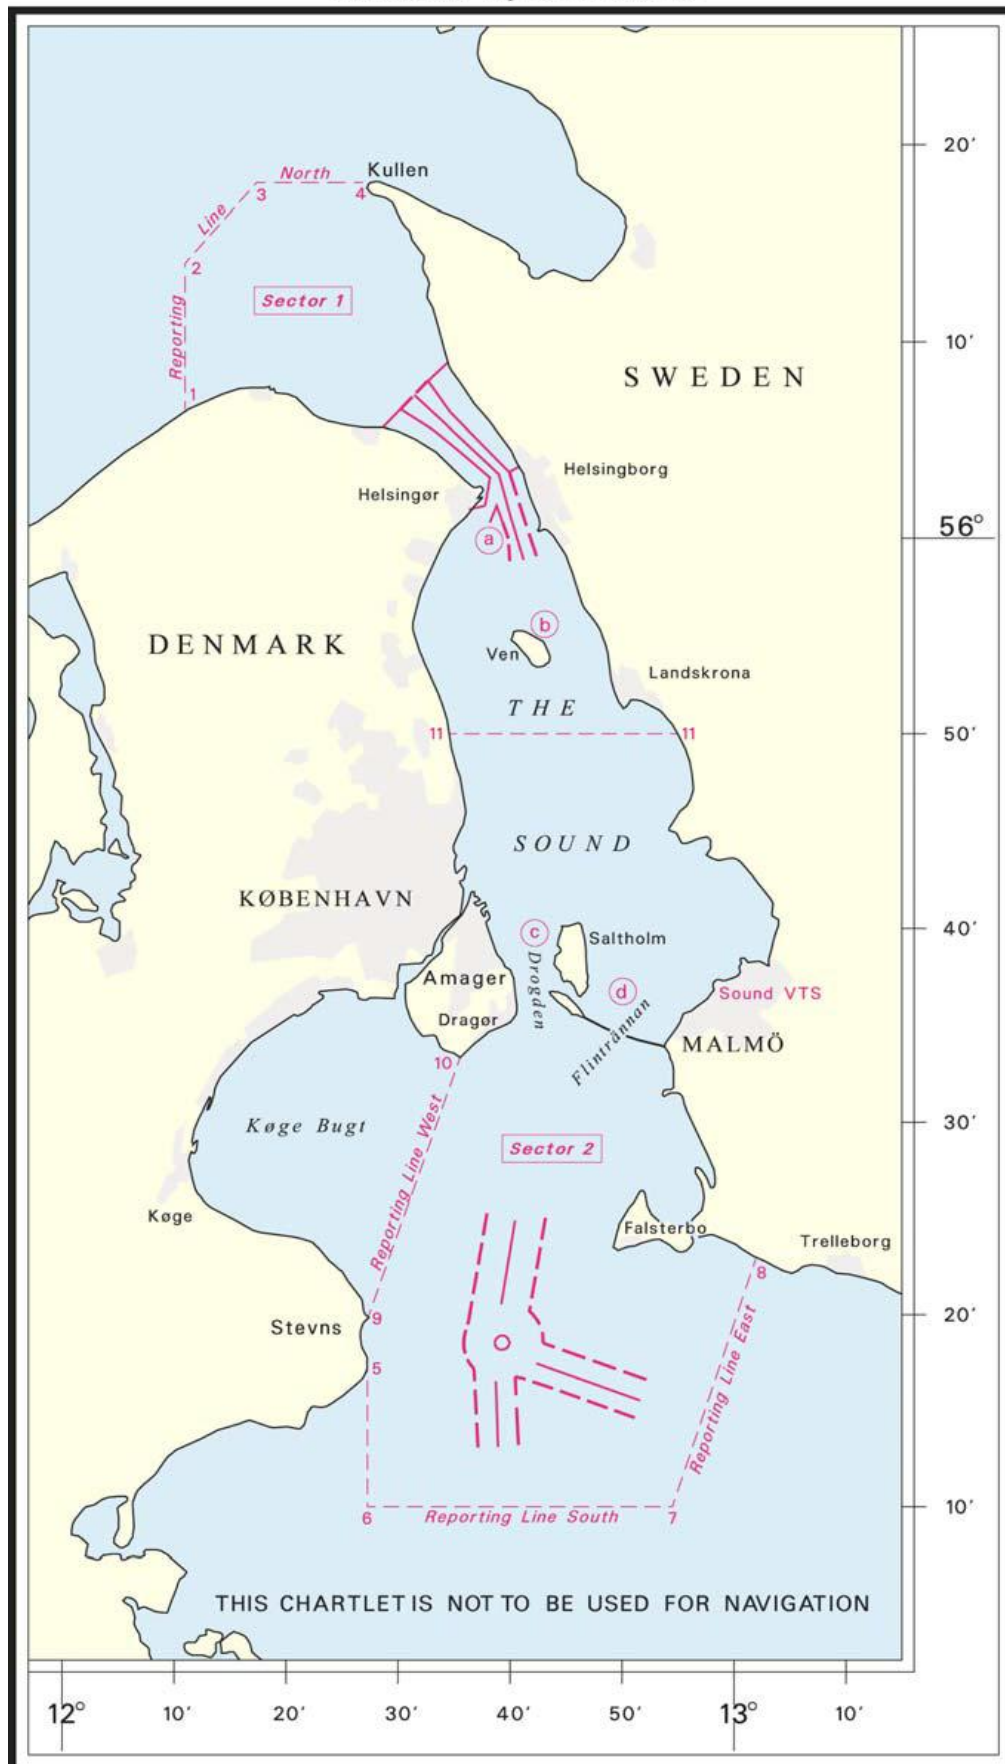 20′
North
Kullen
3
4
Line
2
Sector 1
10′
Reporting
SWEDEN
1
Helsingborg
Helsingør
56°
a
b
DENMARK
Ven
Landskrona
THE
11
11
50′
SOUND
KØBENHAVN
c
40′
Saltholm
Drogden
Amager
d
Sound VTS
Dragør
Flintrännan
MALMÖ
10
30′
Køge Bugt
Reporting Line West
Sector 2
Køge
Falsterbo
Trelleborg
8
9
20′
Stevns
5
Reporting Line East
10′
6
Reporting Line South
7
THIS CHARTLET IS NOT TO BE USED FOR NAVIGATION
12°
10′
20′
30′
40′
50′
13°
10′